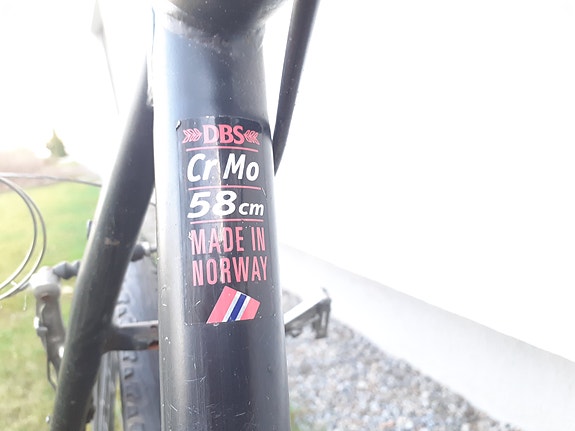 DBS
Cr Mo
58cm
MADE IN
NORWAY